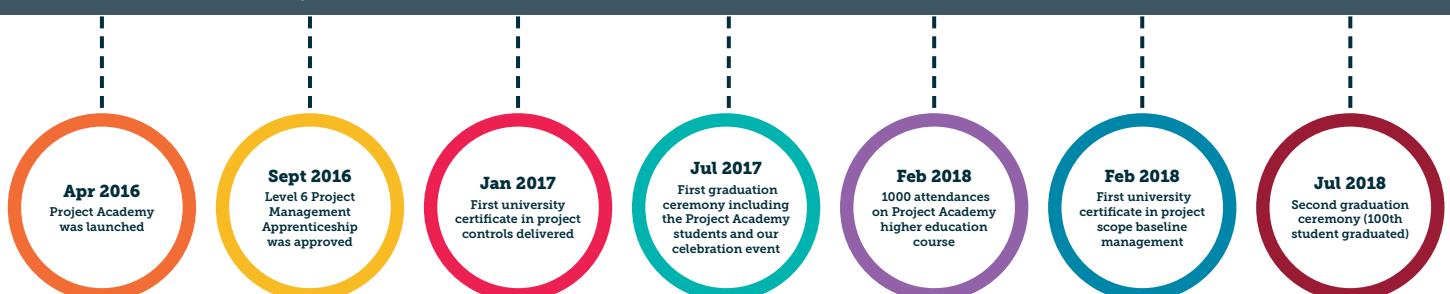 Apr 2016
Project Academy
was launched
Sept 2016
Level 6 Project
Management
Apprenticeship
was approved
Jan 2017
First university
certificate in project
controls delivered
Jul 2017
First graduation
ceremony including
the Project Academy
students and our
celebration event
Feb 2018
1000 attendances
on Project Academy
higher education
course
Feb 2018
First university
certificate in project
scope baseline
management
Jul 2018
Second graduation
ceremony (100th
student graduated)